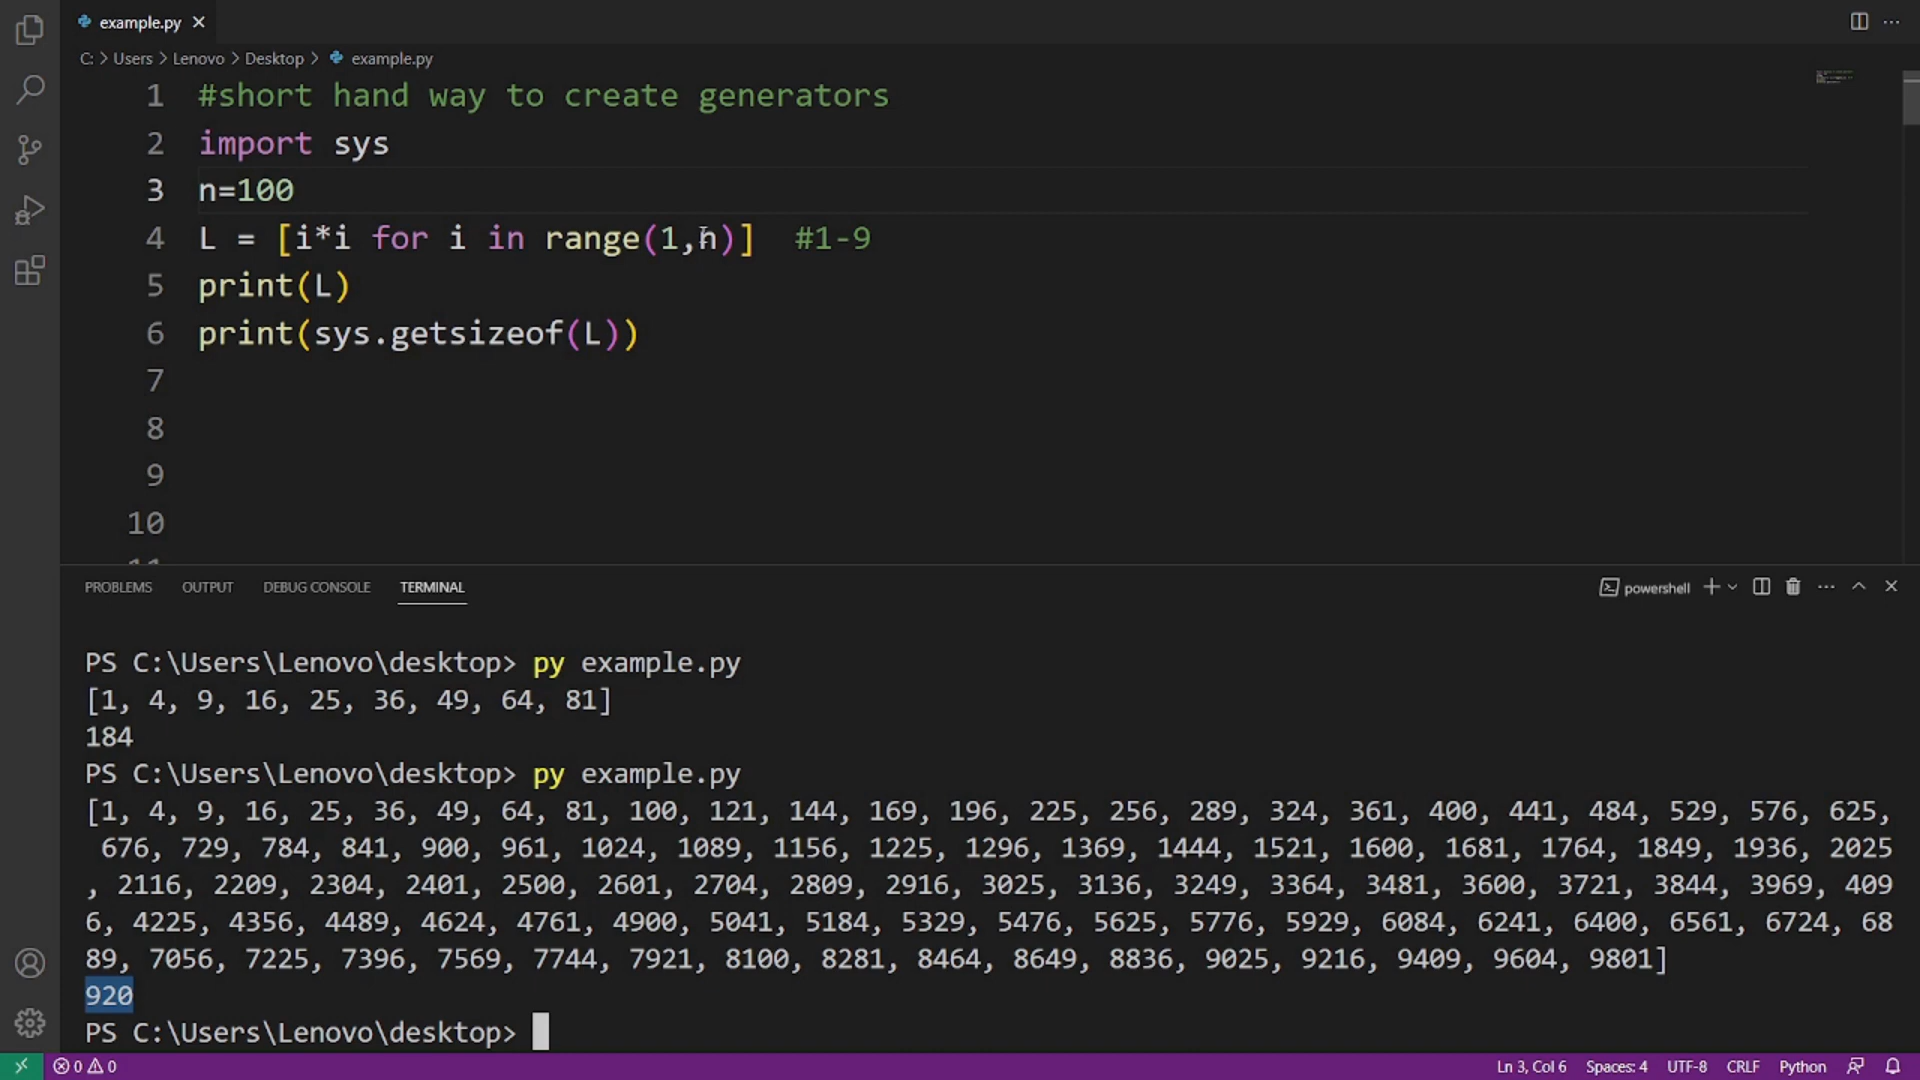 example.py
C: > Users > Lenovo > Desktop > example.py
1 #short hand way to create generators
2 import sys
3 n=100
4 L = [i*i for i in range(1,n)]  #1-9
5 print(L)
6 print(sys.getsizeof(L))
7
8
9
10
11
PROBLEMS OUTPUT DEBUG CONSOLE TERMINAL powershell
PS C:\Users\Lenovo\desktop> py example.py
[1, 4, 9, 16, 25, 36, 49, 64, 81]
184
PS C:\Users\Lenovo\desktop> py example.py
[1, 4, 9, 16, 25, 36, 49, 64, 81, 100, 121, 144, 169, 196, 225, 256, 289, 324, 361, 400, 441, 484, 529, 576, 625,
676, 729, 784, 841, 900, 961, 1024, 1089, 1156, 1225, 1296, 1369, 1444, 1521, 1600, 1681, 1764, 1849, 1936, 2025
, 2116, 2209, 2304, 2401, 2500, 2601, 2704, 2809, 2916, 3025, 3136, 3249, 3364, 3481, 3600, 3721, 3844, 3969, 409
6, 4225, 4356, 4489, 4624, 4761, 4900, 5041, 5184, 5329, 5476, 5625, 5776, 5929, 6084, 6241, 6400, 6561, 6724, 68
89, 7056, 7225, 7396, 7569, 7744, 7921, 8100, 8281, 8464, 8649, 8836, 9025, 9216, 9409, 9604, 9801]
920
PS C:\Users\Lenovo\desktop>
0 0 Ln 3, Col 6 Spaces: 4 UTF-8 CRLF Python